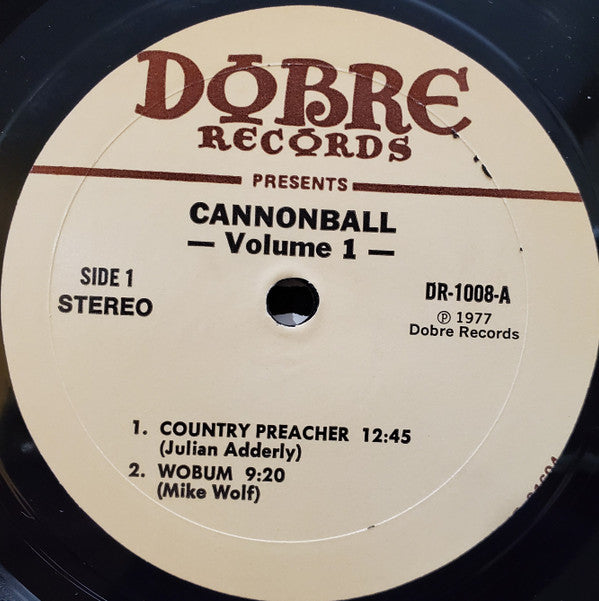 DOBRE
RECORDS
PRESENTS
CANNONBALL
— Volume 1 —
SIDE 1
STEREO
DR-1008-A
℗ 1977
Dobre Records
1. COUNTRY PREACHER 12:45
(Julian Adderly)
2. WOBUM 9:20
(Mike Wolf)